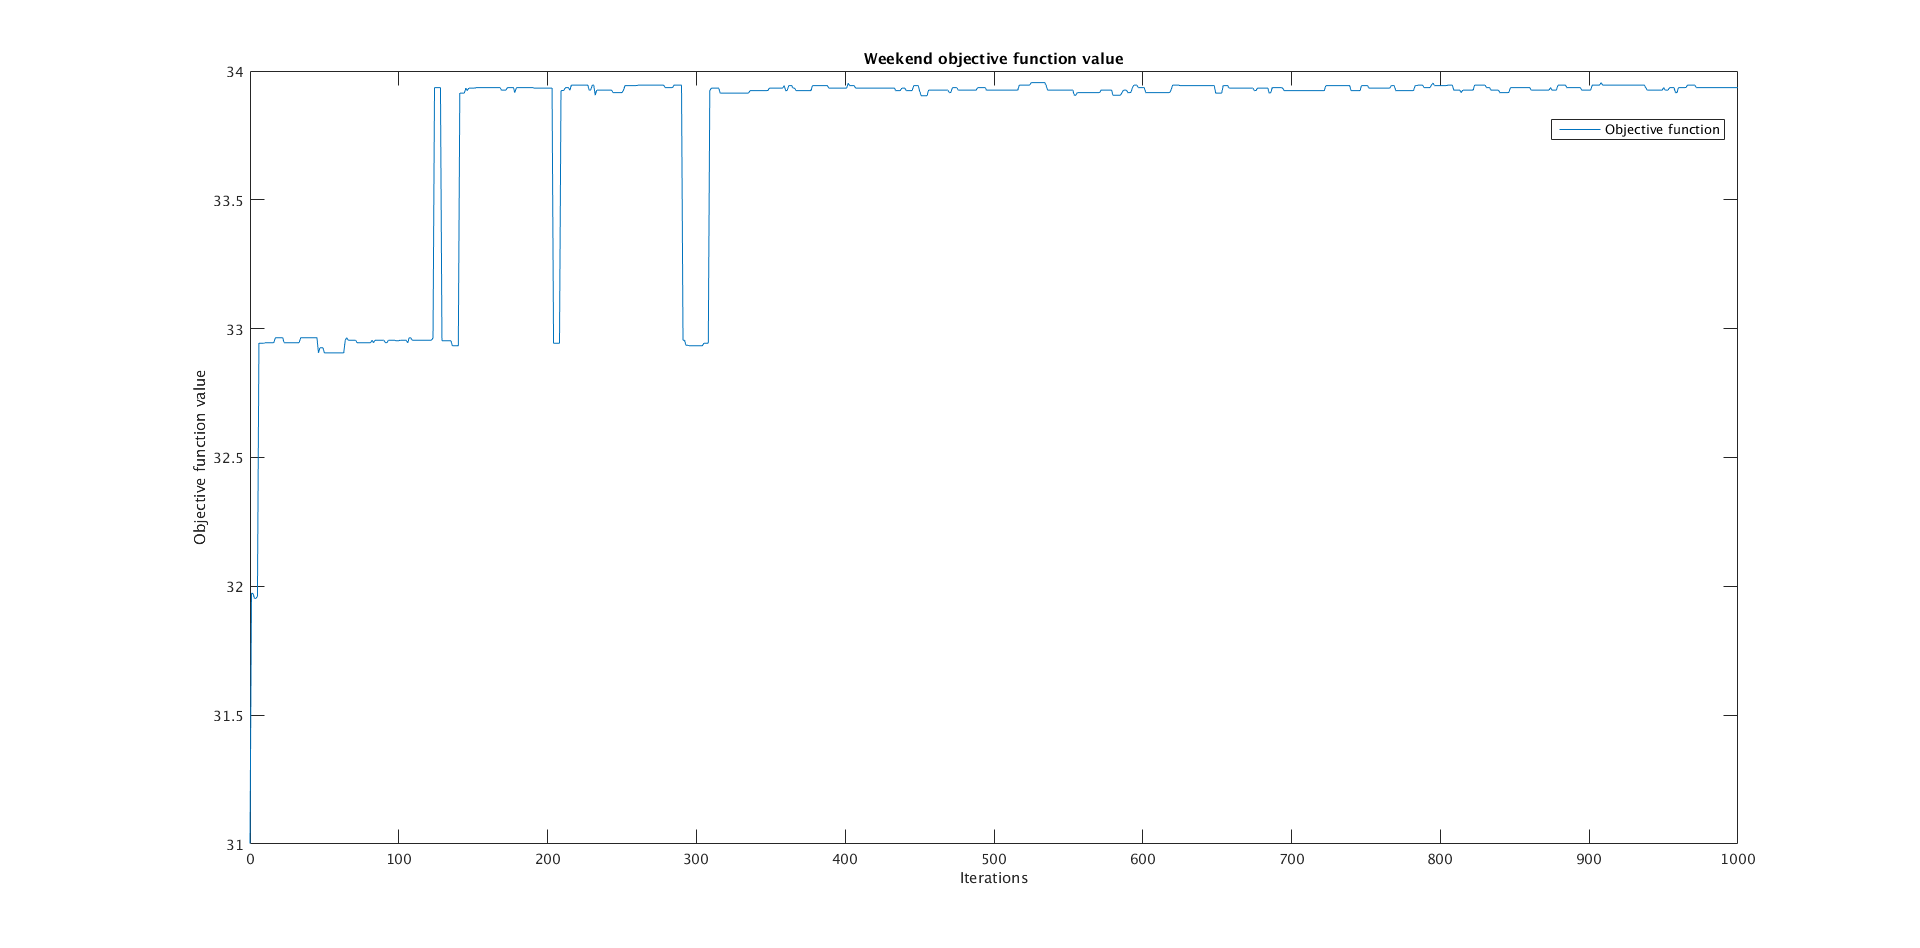 Weekend objective function value
34
33.5
33
32.5
32
31.5
31
Objective function value
Objective function
0 100 200 300 400 500 600 700 800 900 1000
Iterations